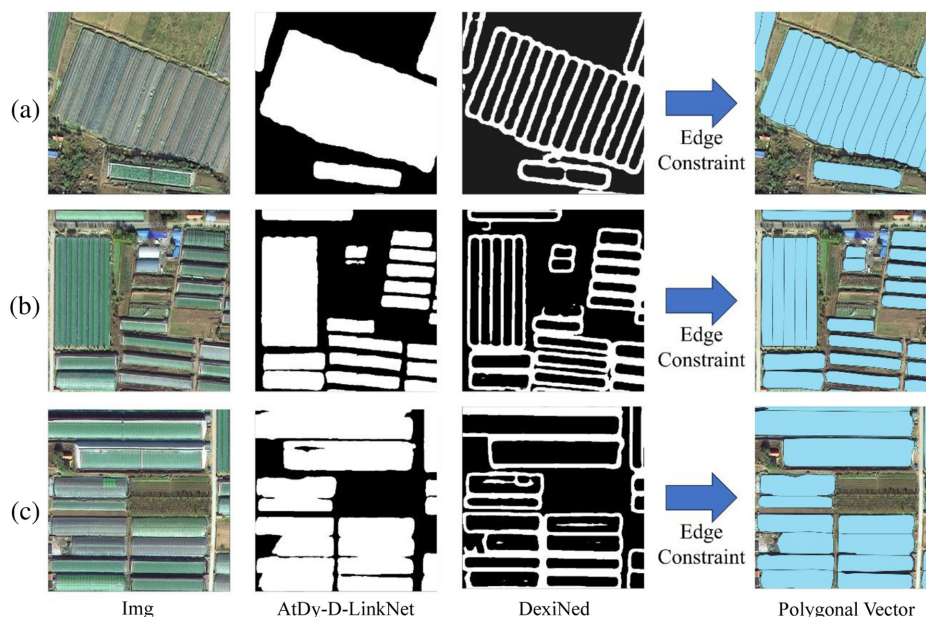 (a)
Edge
Constraint
(b)
Edge
Constraint
(c)
Edge
Constraint
Img
AtDy-D-LinkNet
DexiNed
Polygonal Vector